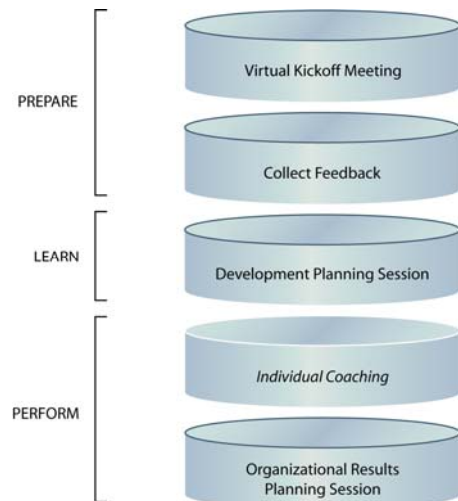 Virtual Kickoff Meeting
PREPARE
Collect Feedback
LEARN
Development Planning Session
Individual Coaching
PERFORM
Organizational Results
Planning Session